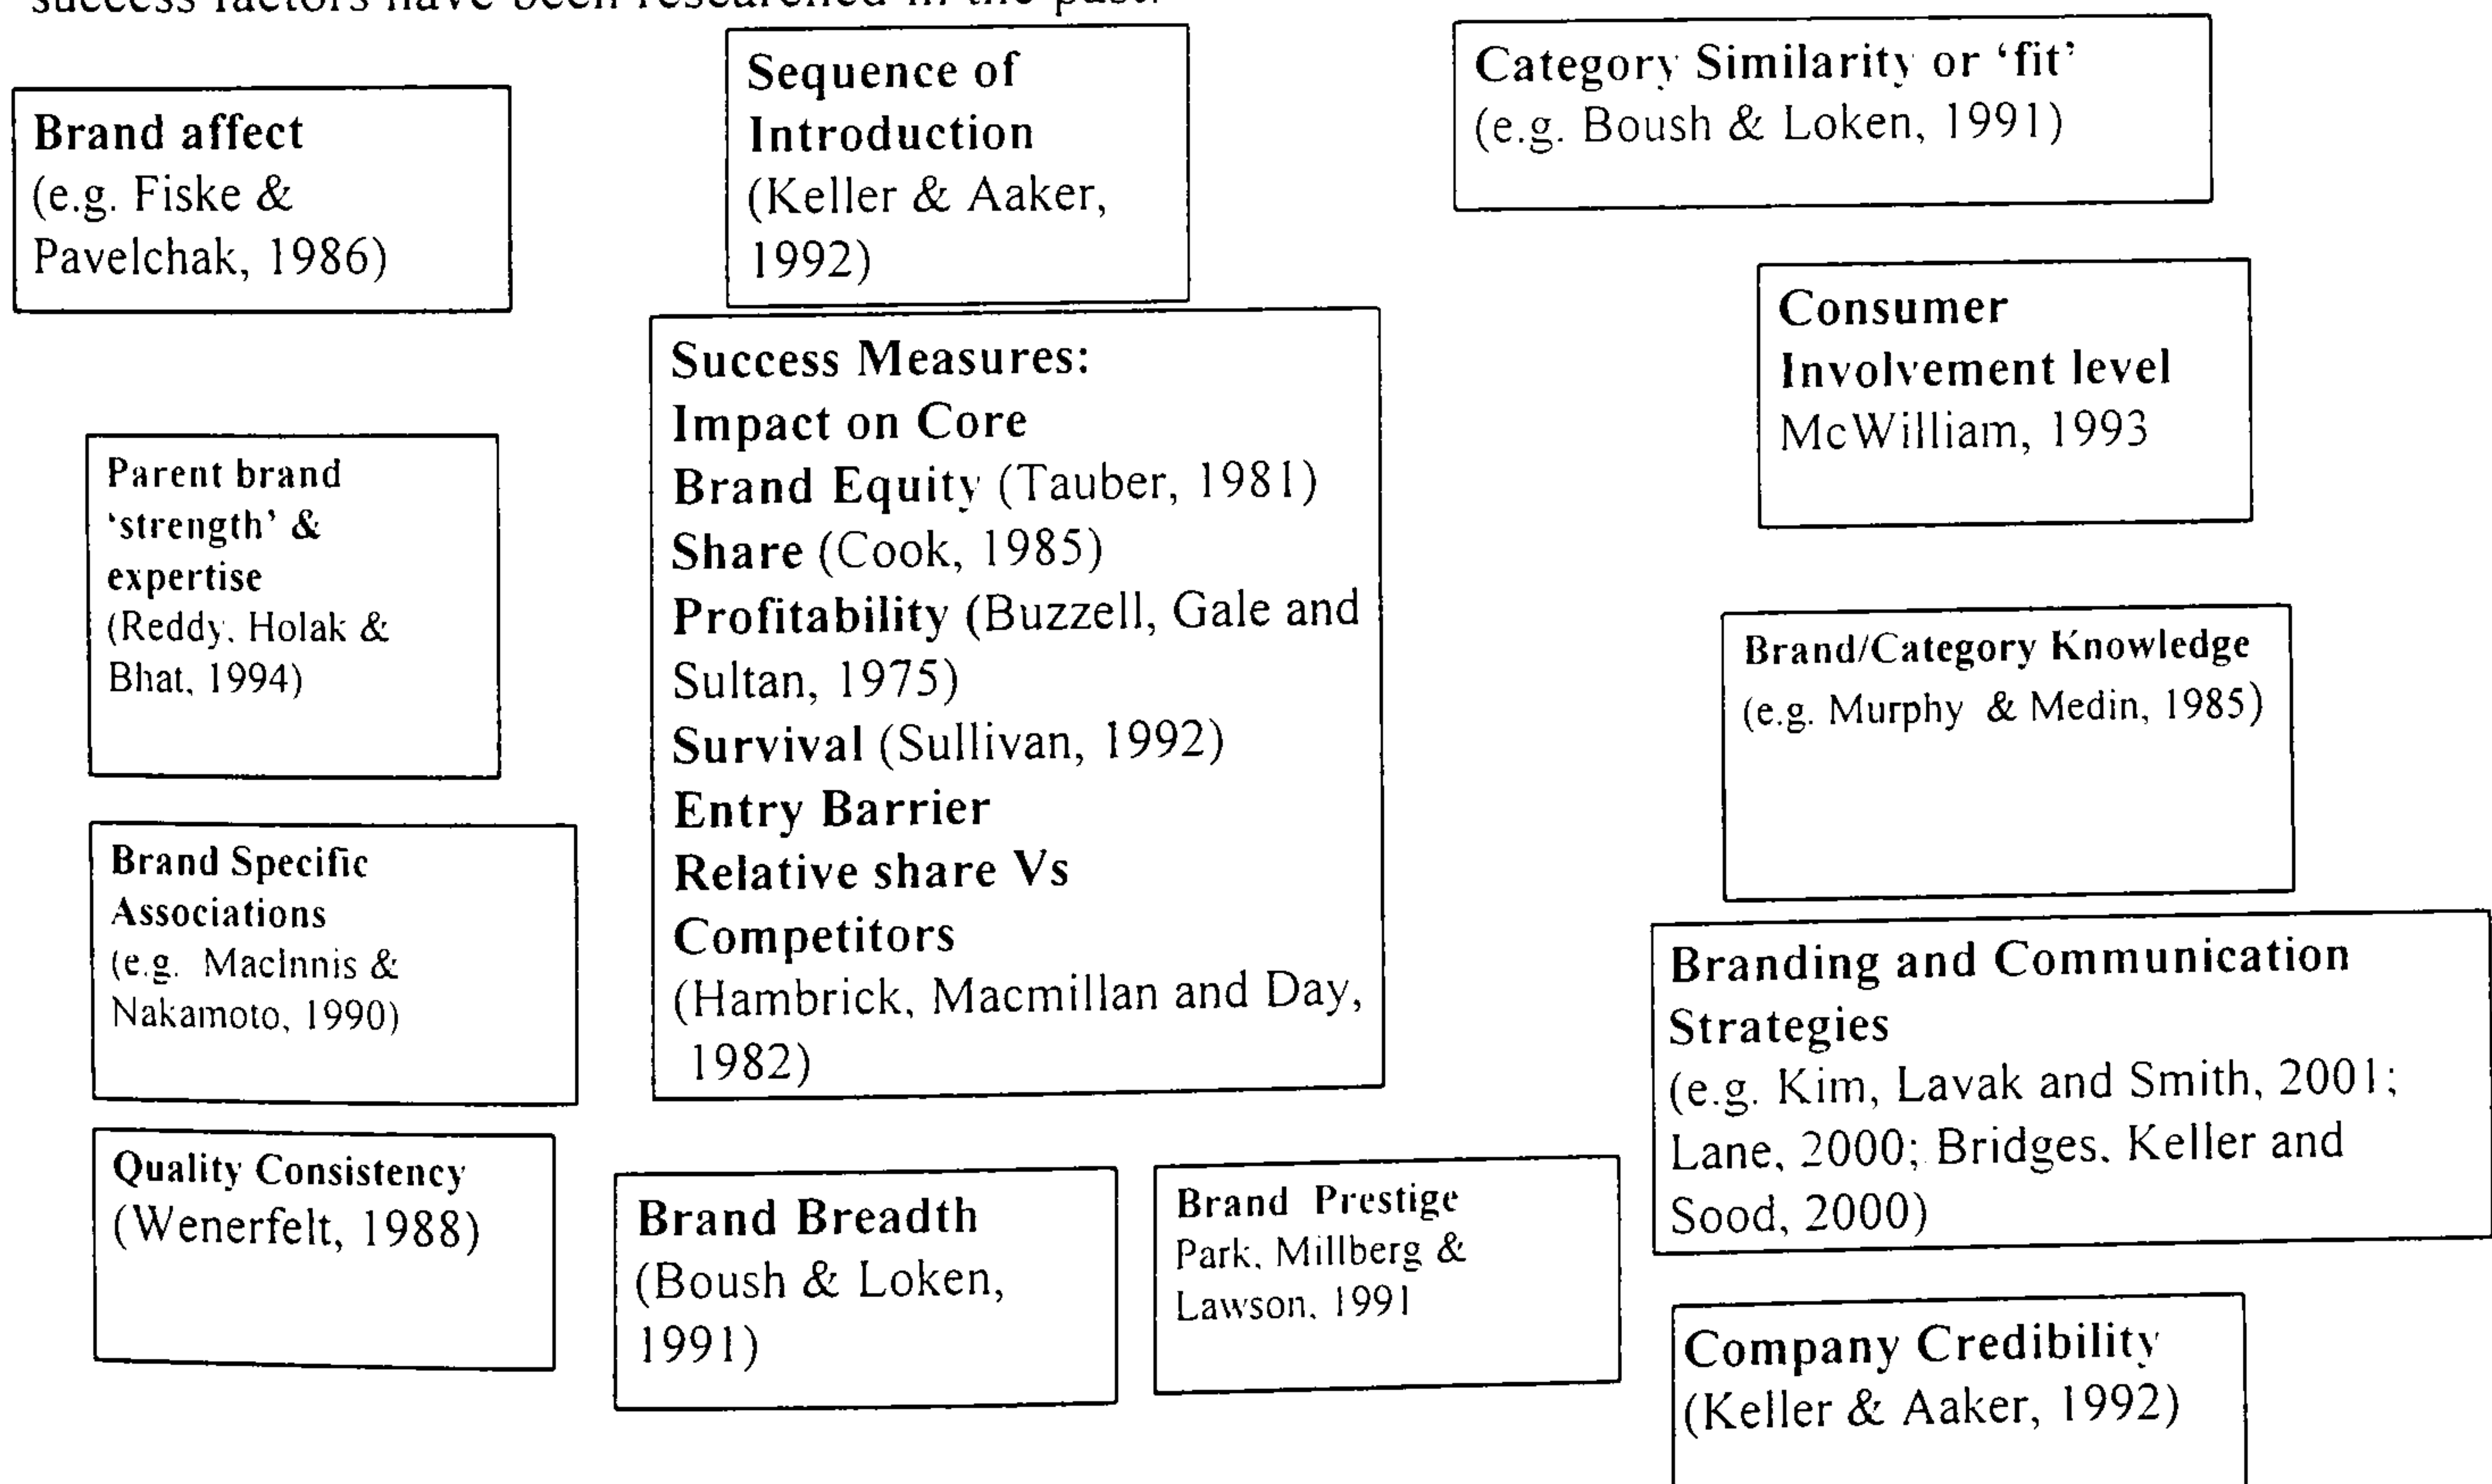 success factors have been researched in the past.
Brand affect
(e.g. Fiske &
Pavelchak, 1986)
Sequence of
Introduction
(Keller & Aaker,
1992)
Category Similarity or ‘fit’
(e.g. Boush & Loken, 1991)
Consumer
Involvement level
McWilliam, 1993
Parent brand
‘strength’ &
expertise
(Reddy, Holak &
Bhat, 1994)
Success Measures:
Impact on Core
Brand Equity (Tauber, 1981)
Share (Cook, 1985)
Profitability (Buzzell, Gale and
Sultan, 1975)
Survival (Sullivan, 1992)
Entry Barrier
Relative share Vs
Competitors
(Hambrick, Macmillan and Day,
1982)
Brand/Category Knowledge
(e.g. Murphy & Medin, 1985)
Brand Specific
Associations
(e.g. MacInnis &
Nakamoto, 1990)
Branding and Communication
Strategies
(e.g. Kim, Lavak and Smith, 2001;
Lane, 2000; Bridges, Keller and
Sood, 2000)
Quality Consistency
(Wenerfelt, 1988)
Brand Breadth
(Boush & Loken,
1991)
Brand Prestige
Park, Millberg &
Lawson, 1991
Company Credibility
(Keller & Aaker, 1992)